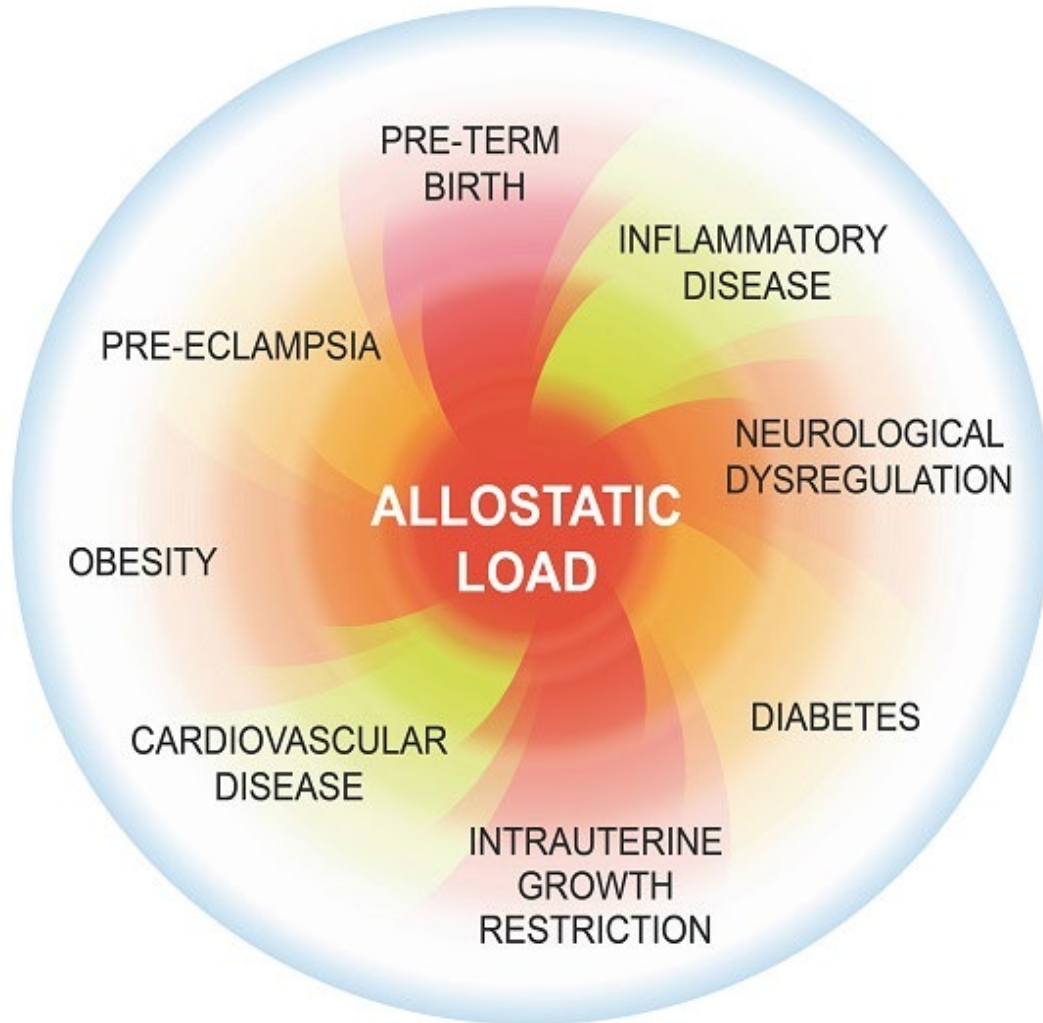 PRE-TERM
BIRTH
INFLAMMATORY
DISEASE
NEUROLOGICAL
DYSREGULATION
DIABETES
INTRAUTERINE
GROWTH
RESTRICTION
CARDIOVASCULAR
DISEASE
OBESITY
PRE-ECLAMPSIA
ALLOSTATIC
LOAD